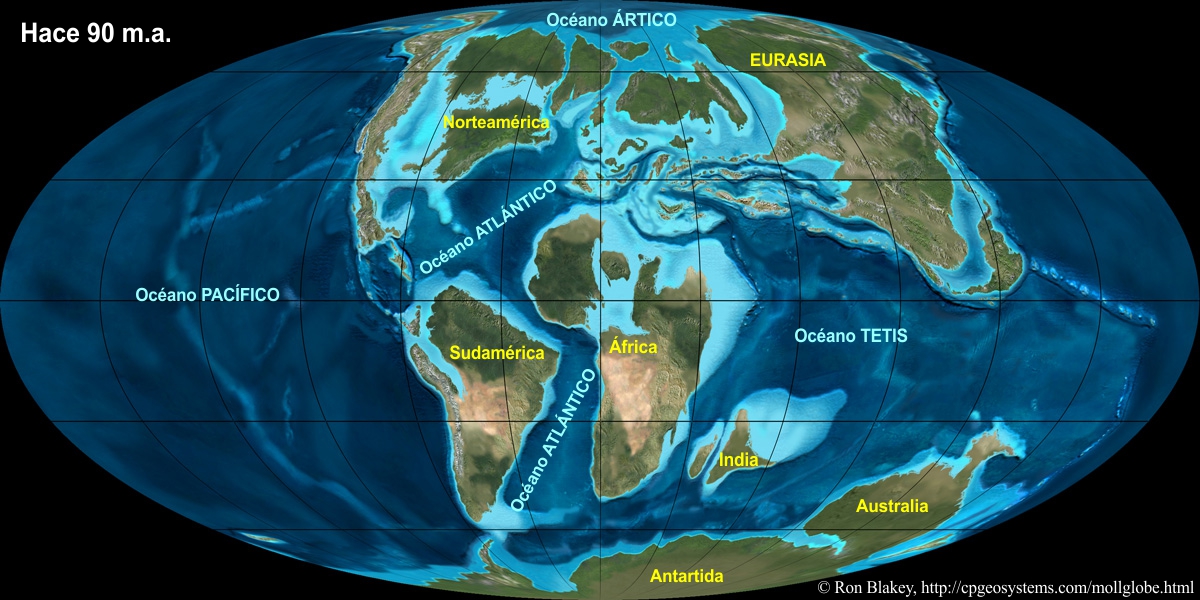 Hace 90 m.a.
Océano ÁRTICO
EURASIA
Norteamérica
Océano ATLÁNTICO
Océano PACÍFICO
Océano TETIS
Sudamérica
África
Océano ATLÁNTICO
India
Australia
Antartida
© Ron Blakey, http://cpgeosystems.com/mollglobe.html